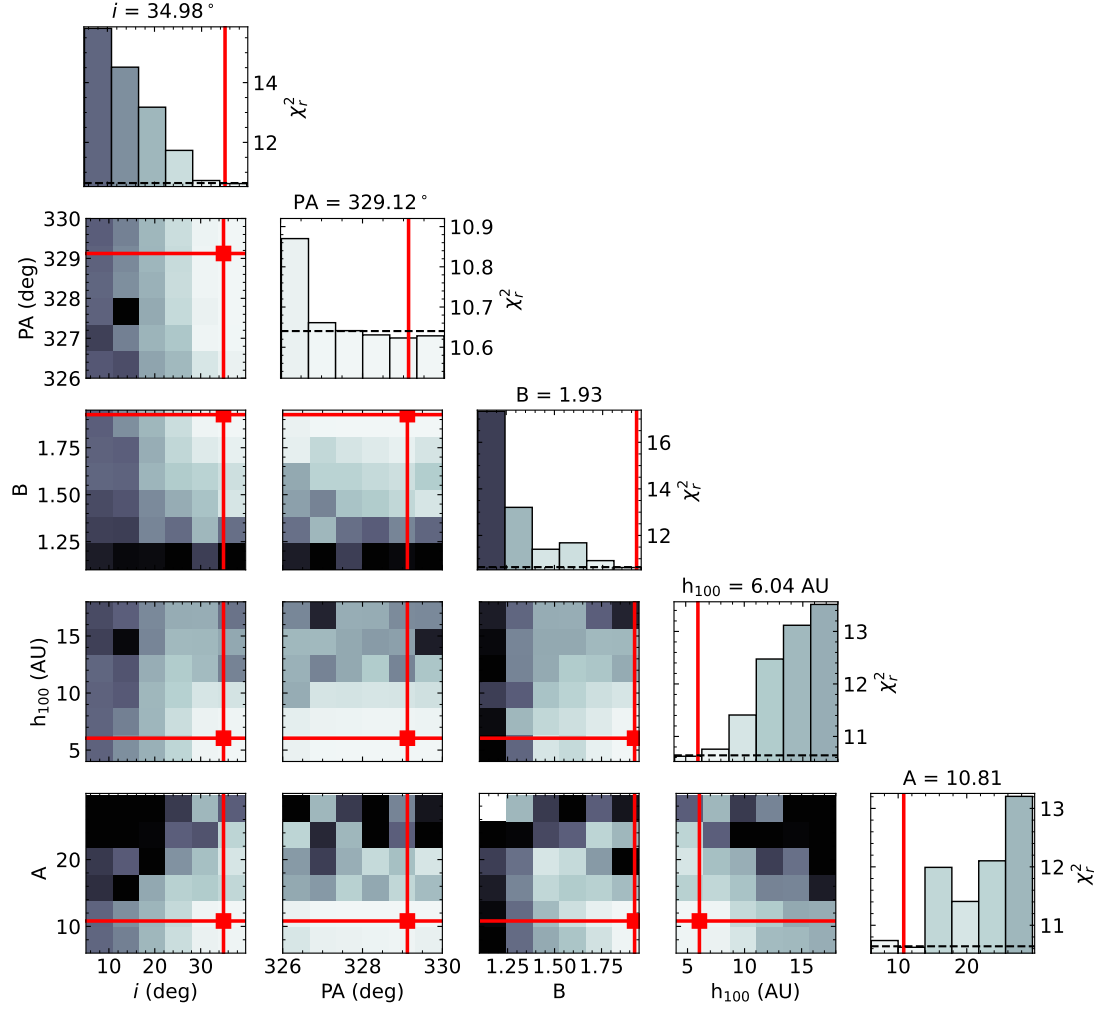 i = 34.98°
14
12
χ²ᵣ
PA = 329.12°
330
329
328
327
326
PA (deg)
10.9
10.8
10.7
10.6
χ²ᵣ
B = 1.93
1.75
1.50
1.25
B
16
14
12
χ²ᵣ
h₁₀₀ = 6.04 AU
15
10
5
h₁₀₀ (AU)
13
12
11
χ²ᵣ
A = 10.81
20
10
A
13
12
11
χ²ᵣ
10 20 30
326 328 330
1.25 1.50 1.75
5 10 15
10 20
i (deg)
PA (deg)
B
h₁₀₀ (AU)